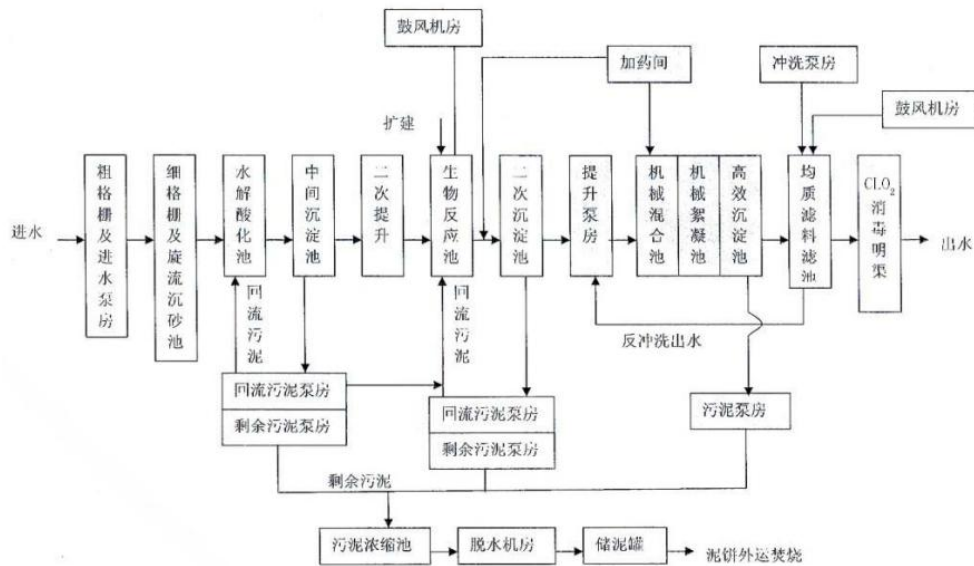 鼓风机房
加药间
冲洗泵房
鼓风机房
扩建
进水
粗格栅及进水泵房
细格栅及旋流沉砂池
水解酸化池
中间沉淀池
二次提升
生物反应池
二次沉淀池
提升泵房
机械混合池
机械絮凝池
高效沉淀池
均质滤料滤池
CLO₂消毒明渠
出水
回流污泥
回流污泥
反冲洗出水
回流污泥泵房
剩余污泥泵房
回流污泥泵房
剩余污泥泵房
污泥泵房
剩余污泥
污泥浓缩池
脱水机房
储泥罐
泥饼外运焚烧